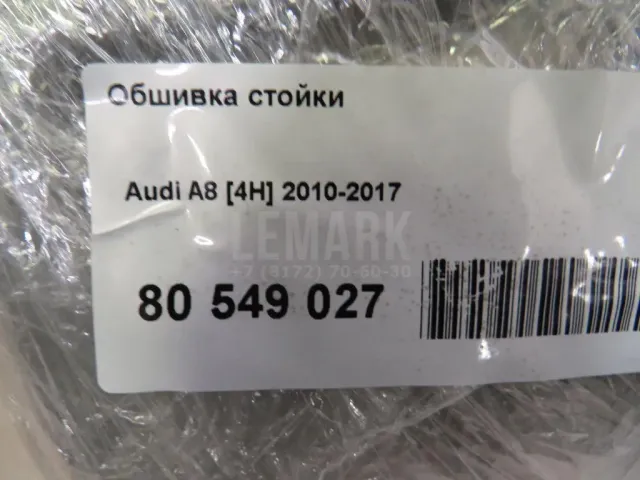 Обшивка стойки
Audi A8 [4H] 2010-2017
LEMARK
+7 (8172) 70-60-30
80 549 027